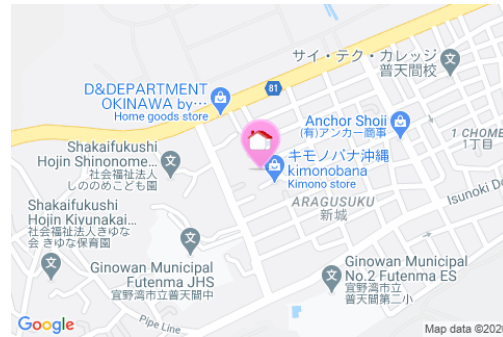 サイ・テク・カレッジ
普天間校
D&DEPARTMENT
OKINAWA by…
Home goods store
81
Anchor Shoji
(有)アンカー商事
1 CHOME
1丁目
Shakaifukushi
Hojin Shinonome...
社会福祉法人
しののめこども園
キモノバナ沖縄
kimonobana
Kimono store
ARAGUSUKU
新城
Isunoki Do
Shakaifukushi
Hojin Kiyunakai...
社会福祉法人きゆな
会 きゆな保育園
Ginowan Municipal
Futenma JHS
宜野湾市立普天間中
Ginowan Municipal
No.2 Futenma ES
宜野湾市立
普天間第二小
Pipe Line
Google
Map data ©2020